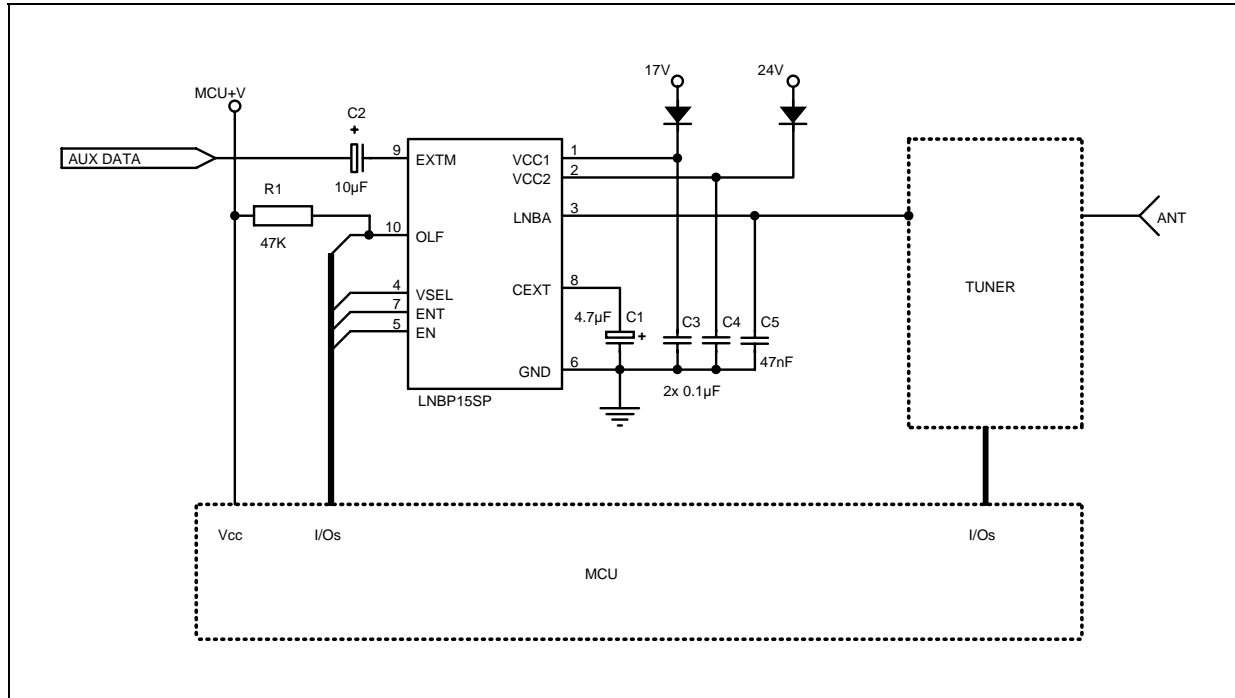 17V
24V
MCU+V
C2
+
AUX DATA
9
EXTM
VCC1
1
10µF
VCC2
2
R1
LNBA
3
ANT
47K
10
OLF
TUNER
4
VSEL
CEXT
8
7
ENT
4.7µF
C1
+
C3
C4
C5
5
EN
GND
6
47nF
2x 0.1µF
LNBP15SP
Vcc
I/Os
I/Os
MCU